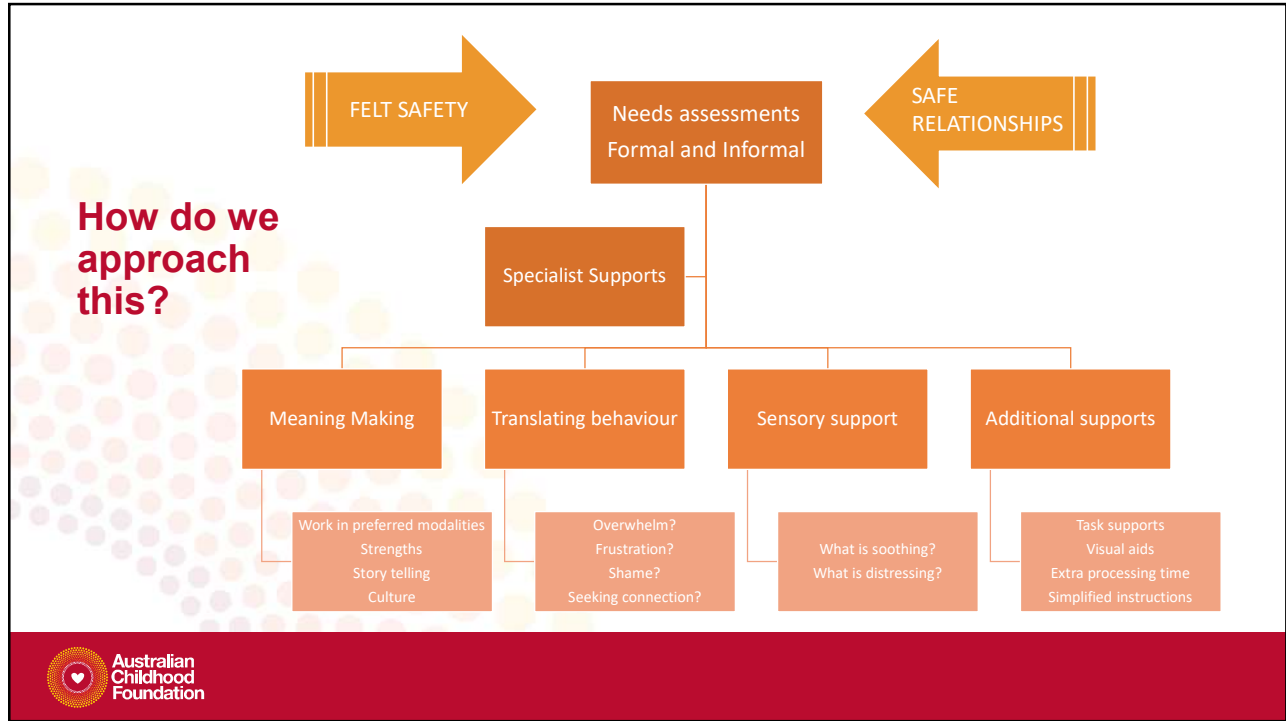 FELT SAFETY
Needs assessments
Formal and Informal
SAFE
RELATIONSHIPS
How do we
approach
this?
Specialist Supports
Meaning Making
Translating behaviour
Sensory support
Additional supports
Work in preferred modalities
Strengths
Story telling
Culture
Overwhelm?
Frustration?
Shame?
Seeking connection?
What is soothing?
What is distressing?
Task supports
Visual aids
Extra processing time
Simplified instructions
Australian
Childhood
Foundation